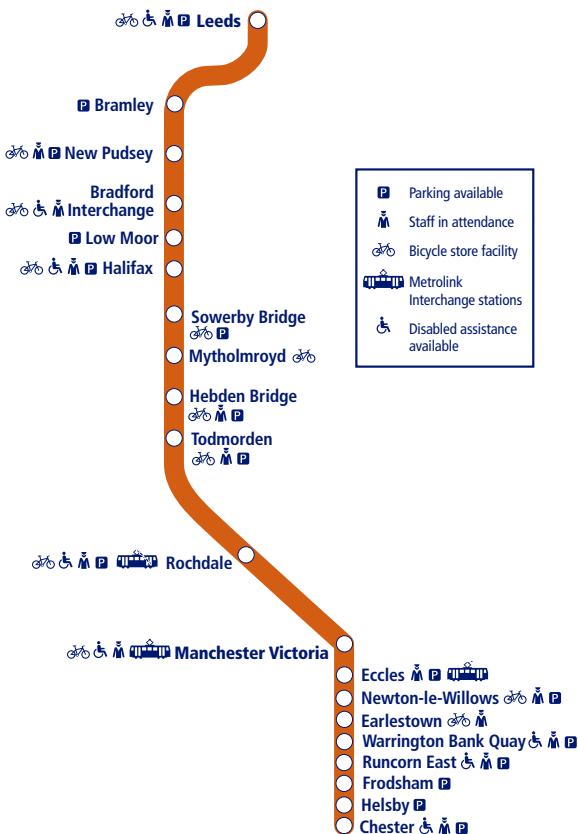 Leeds
P Bramley
P New Pudsey
Bradford
Interchange
P Low Moor
P Halifax
Sowerby Bridge
P
Mytholmroyd
Hebden Bridge
P
Todmorden
P
P Rochdale
Manchester Victoria
Eccles P
Newton-le-Willows P
Earlestown
Warrington Bank Quay P
Runcorn East P
Frodsham P
Helsby P
Chester P
P Parking available
Staff in attendance
Bicycle store facility
Metrolink
Interchange stations
Disabled assistance
available